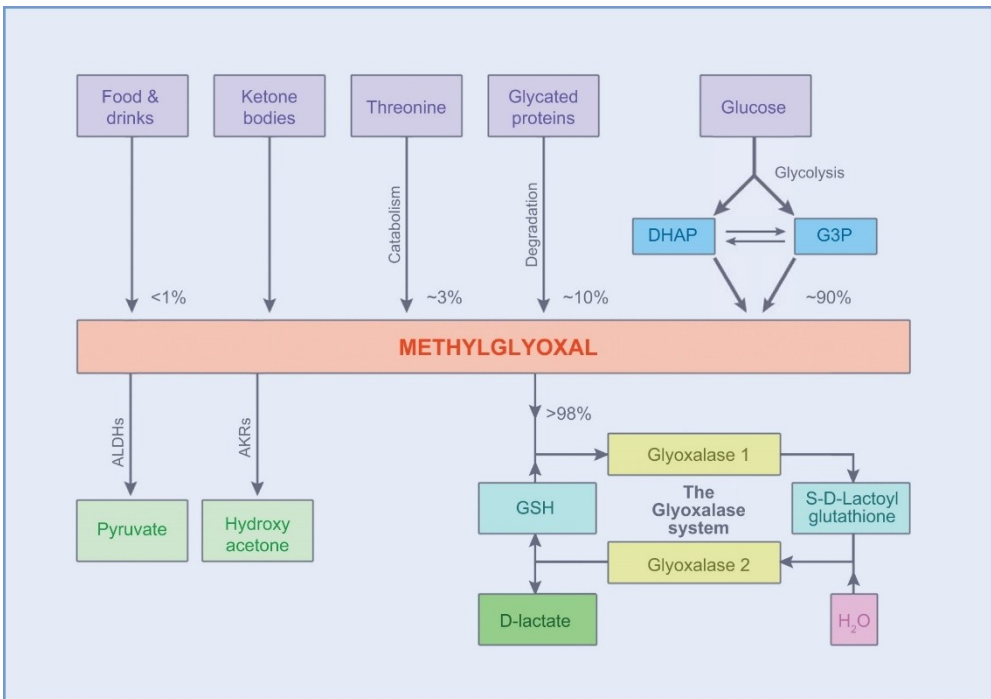 Food &
drinks
Ketone
bodies
Threonine
Glycated
proteins
Glucose
Glycolysis
DHAP
G3P
Catabolism
Degradation
<1%
~3%
~10%
~90%
METHYLGLYOXAL
ALDHs
AKRs
>98%
Glyoxalase 1
Pyruvate
Hydroxy
acetone
GSH
The
Glyoxalase
system
S-D-Lactoyl
glutathione
Glyoxalase 2
D-lactate
H₂O